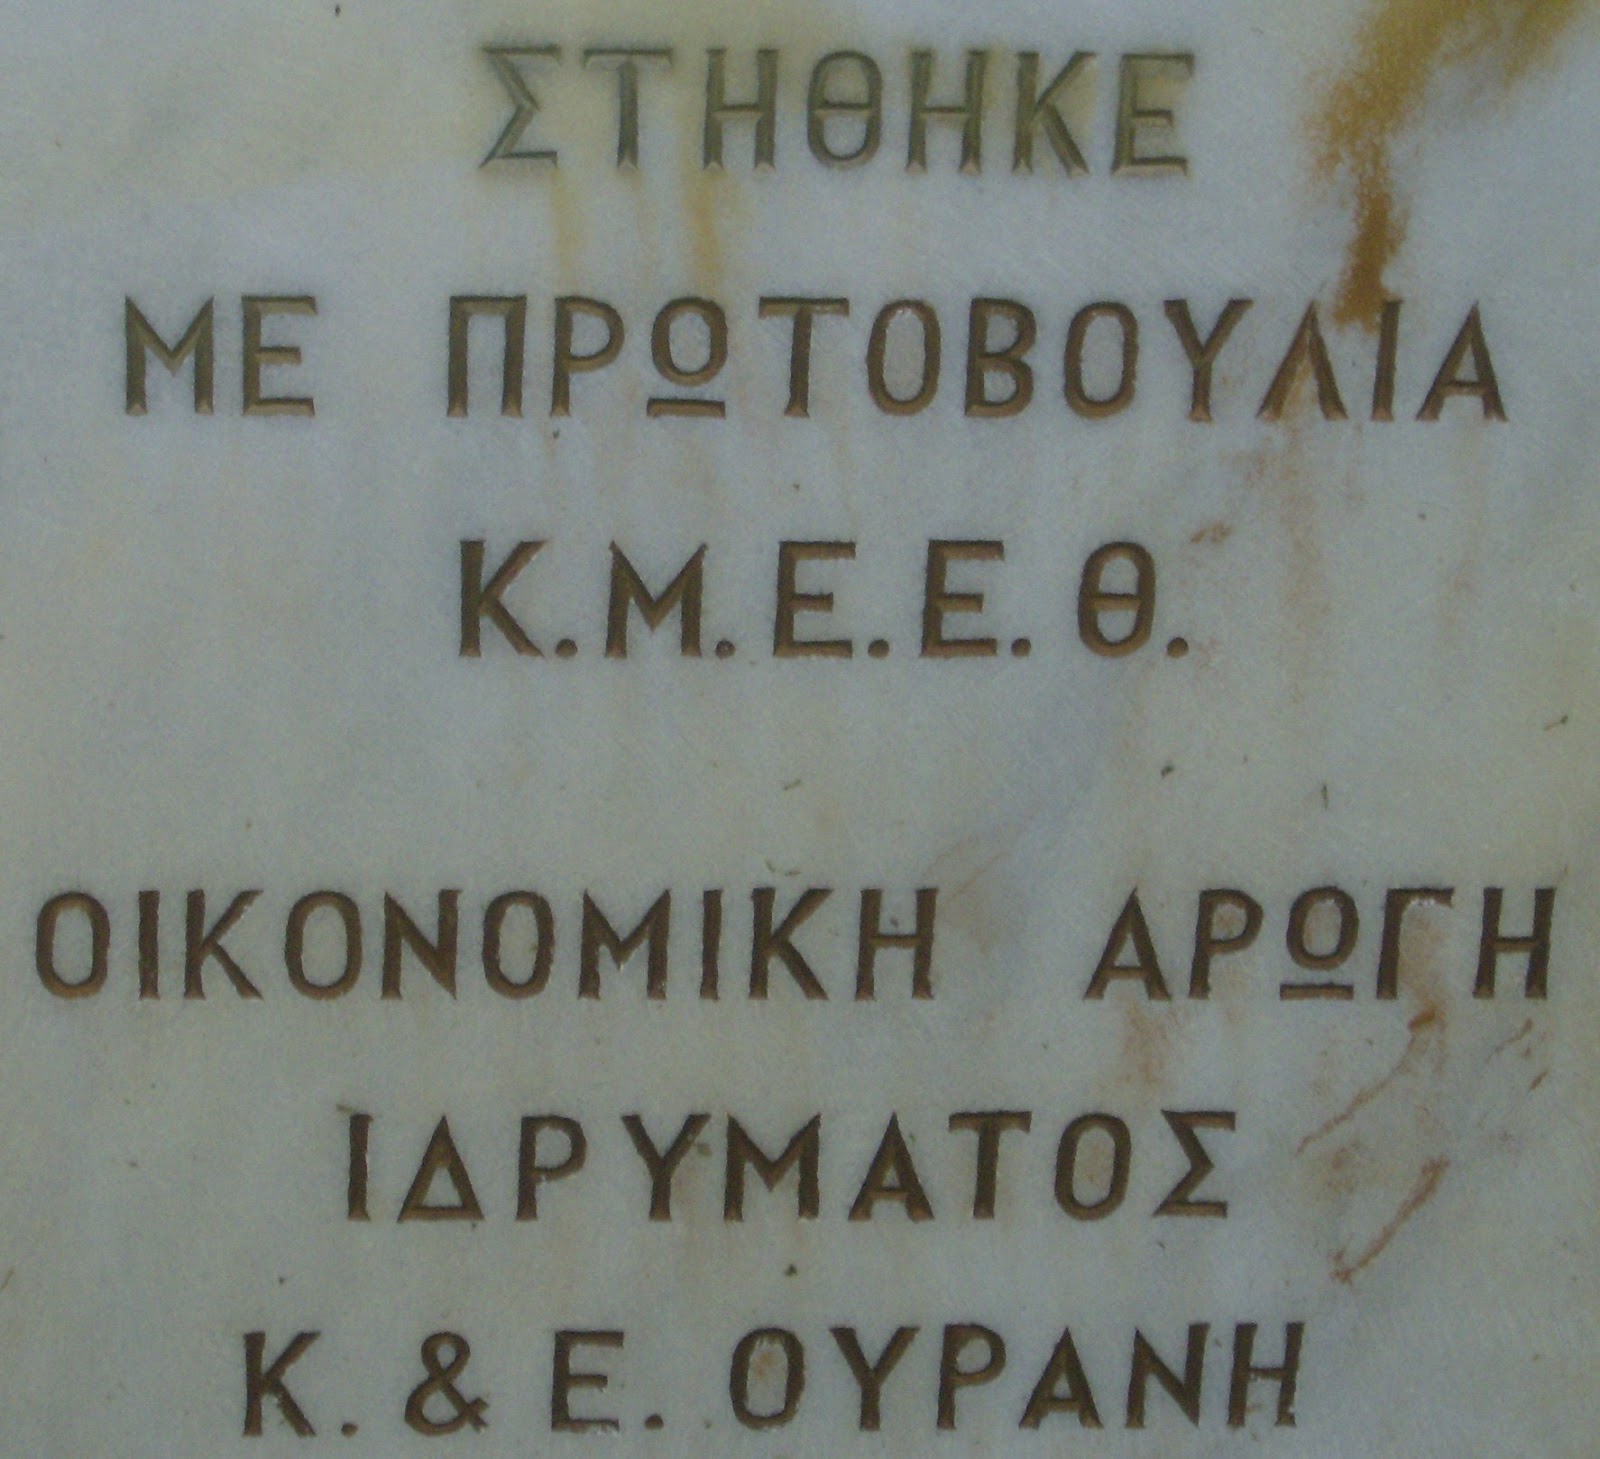 ΣΤΗΘΗΚΕ
ΜΕ ΠΡΩΤΟΒΟΥΛΙΑ
Κ.Μ.Ε.Ε.Θ.
ΟΙΚΟΝΟΜΙΚΗ ΑΡΩΓΗ
ΙΔΡΥΜΑΤΟΣ
Κ. & Ε. ΟΥΡΑΝΗ